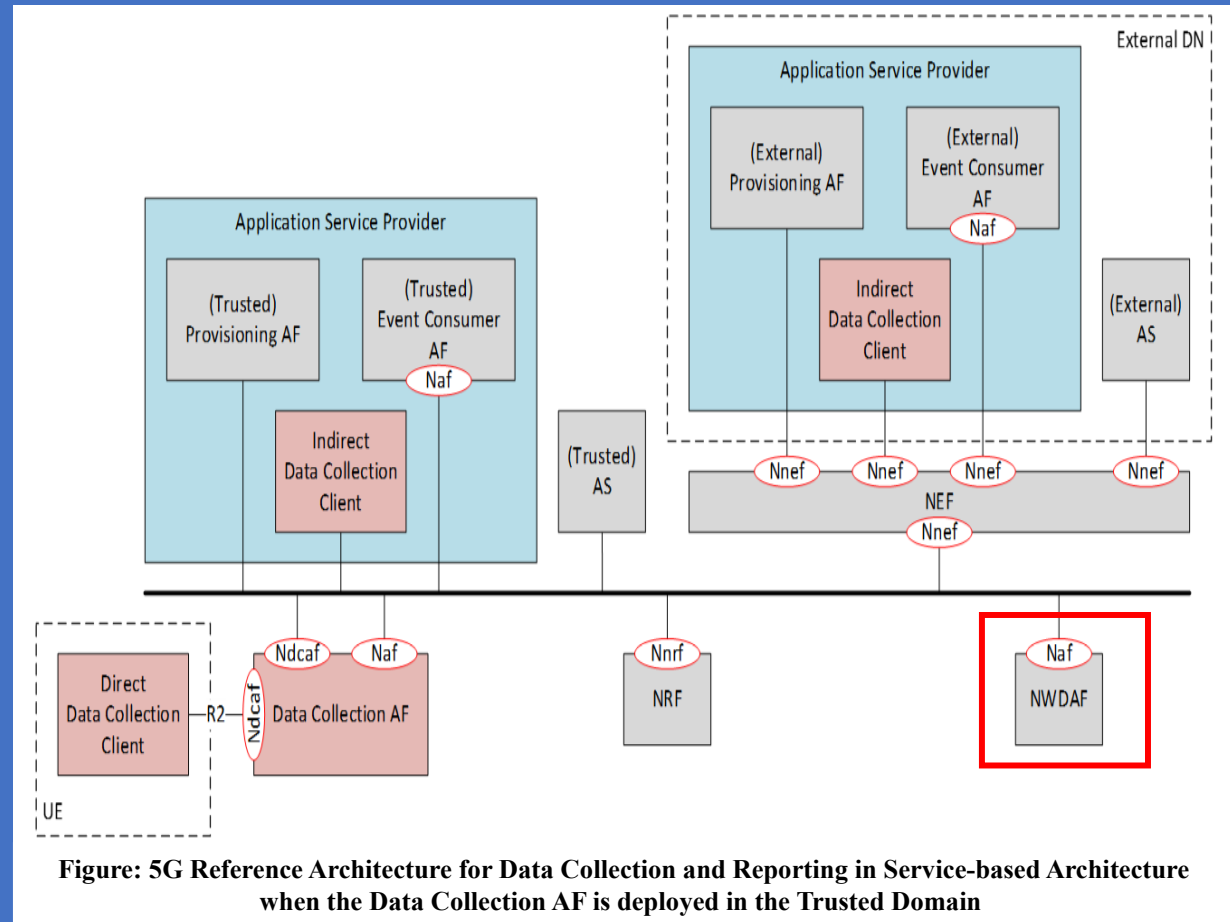 External DN
Application Service Provider
(External)
Provisioning AF
(External)
Event Consumer
AF
Naf
Indirect
Data Collection
Client
(External)
AS
Application Service Provider
(Trusted)
Provisioning AF
(Trusted)
Event Consumer
AF
Naf
Indirect
Data Collection
Client
(Trusted)
AS
Nnef
Nnef
Nnef
Nnef
NEF
Nnef
Direct
Data Collection
Client
UE
R2
Ndcaf
Ndcaf
Naf
Data Collection AF
Nnrf
NRF
Naf
NWDAF
Figure: 5G Reference Architecture for Data Collection and Reporting in Service-based Architecture
when the Data Collection AF is deployed in the Trusted Domain